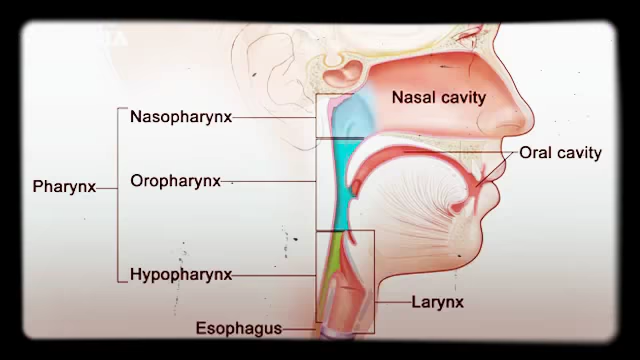 Nasal cavity
Nasopharynx
Oral cavity
Oropharynx
Pharynx
Hypopharynx
Larynx
Esophagus